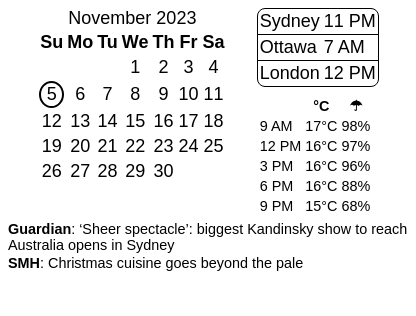 November 2023
Su Mo Tu We Th Fr Sa
1 2 3 4
5 6 7 8 9 10 11
12 13 14 15 16 17 18
19 20 21 22 23 24 25
26 27 28 29 30
Sydney 11 PM
Ottawa 7 AM
London 12 PM
°C ☂
9 AM 17°C 98%
12 PM 16°C 97%
3 PM 16°C 96%
6 PM 16°C 88%
9 PM 15°C 68%
Guardian: ‘Sheer spectacle’: biggest Kandinsky show to reach
Australia opens in Sydney
SMH: Christmas cuisine goes beyond the pale